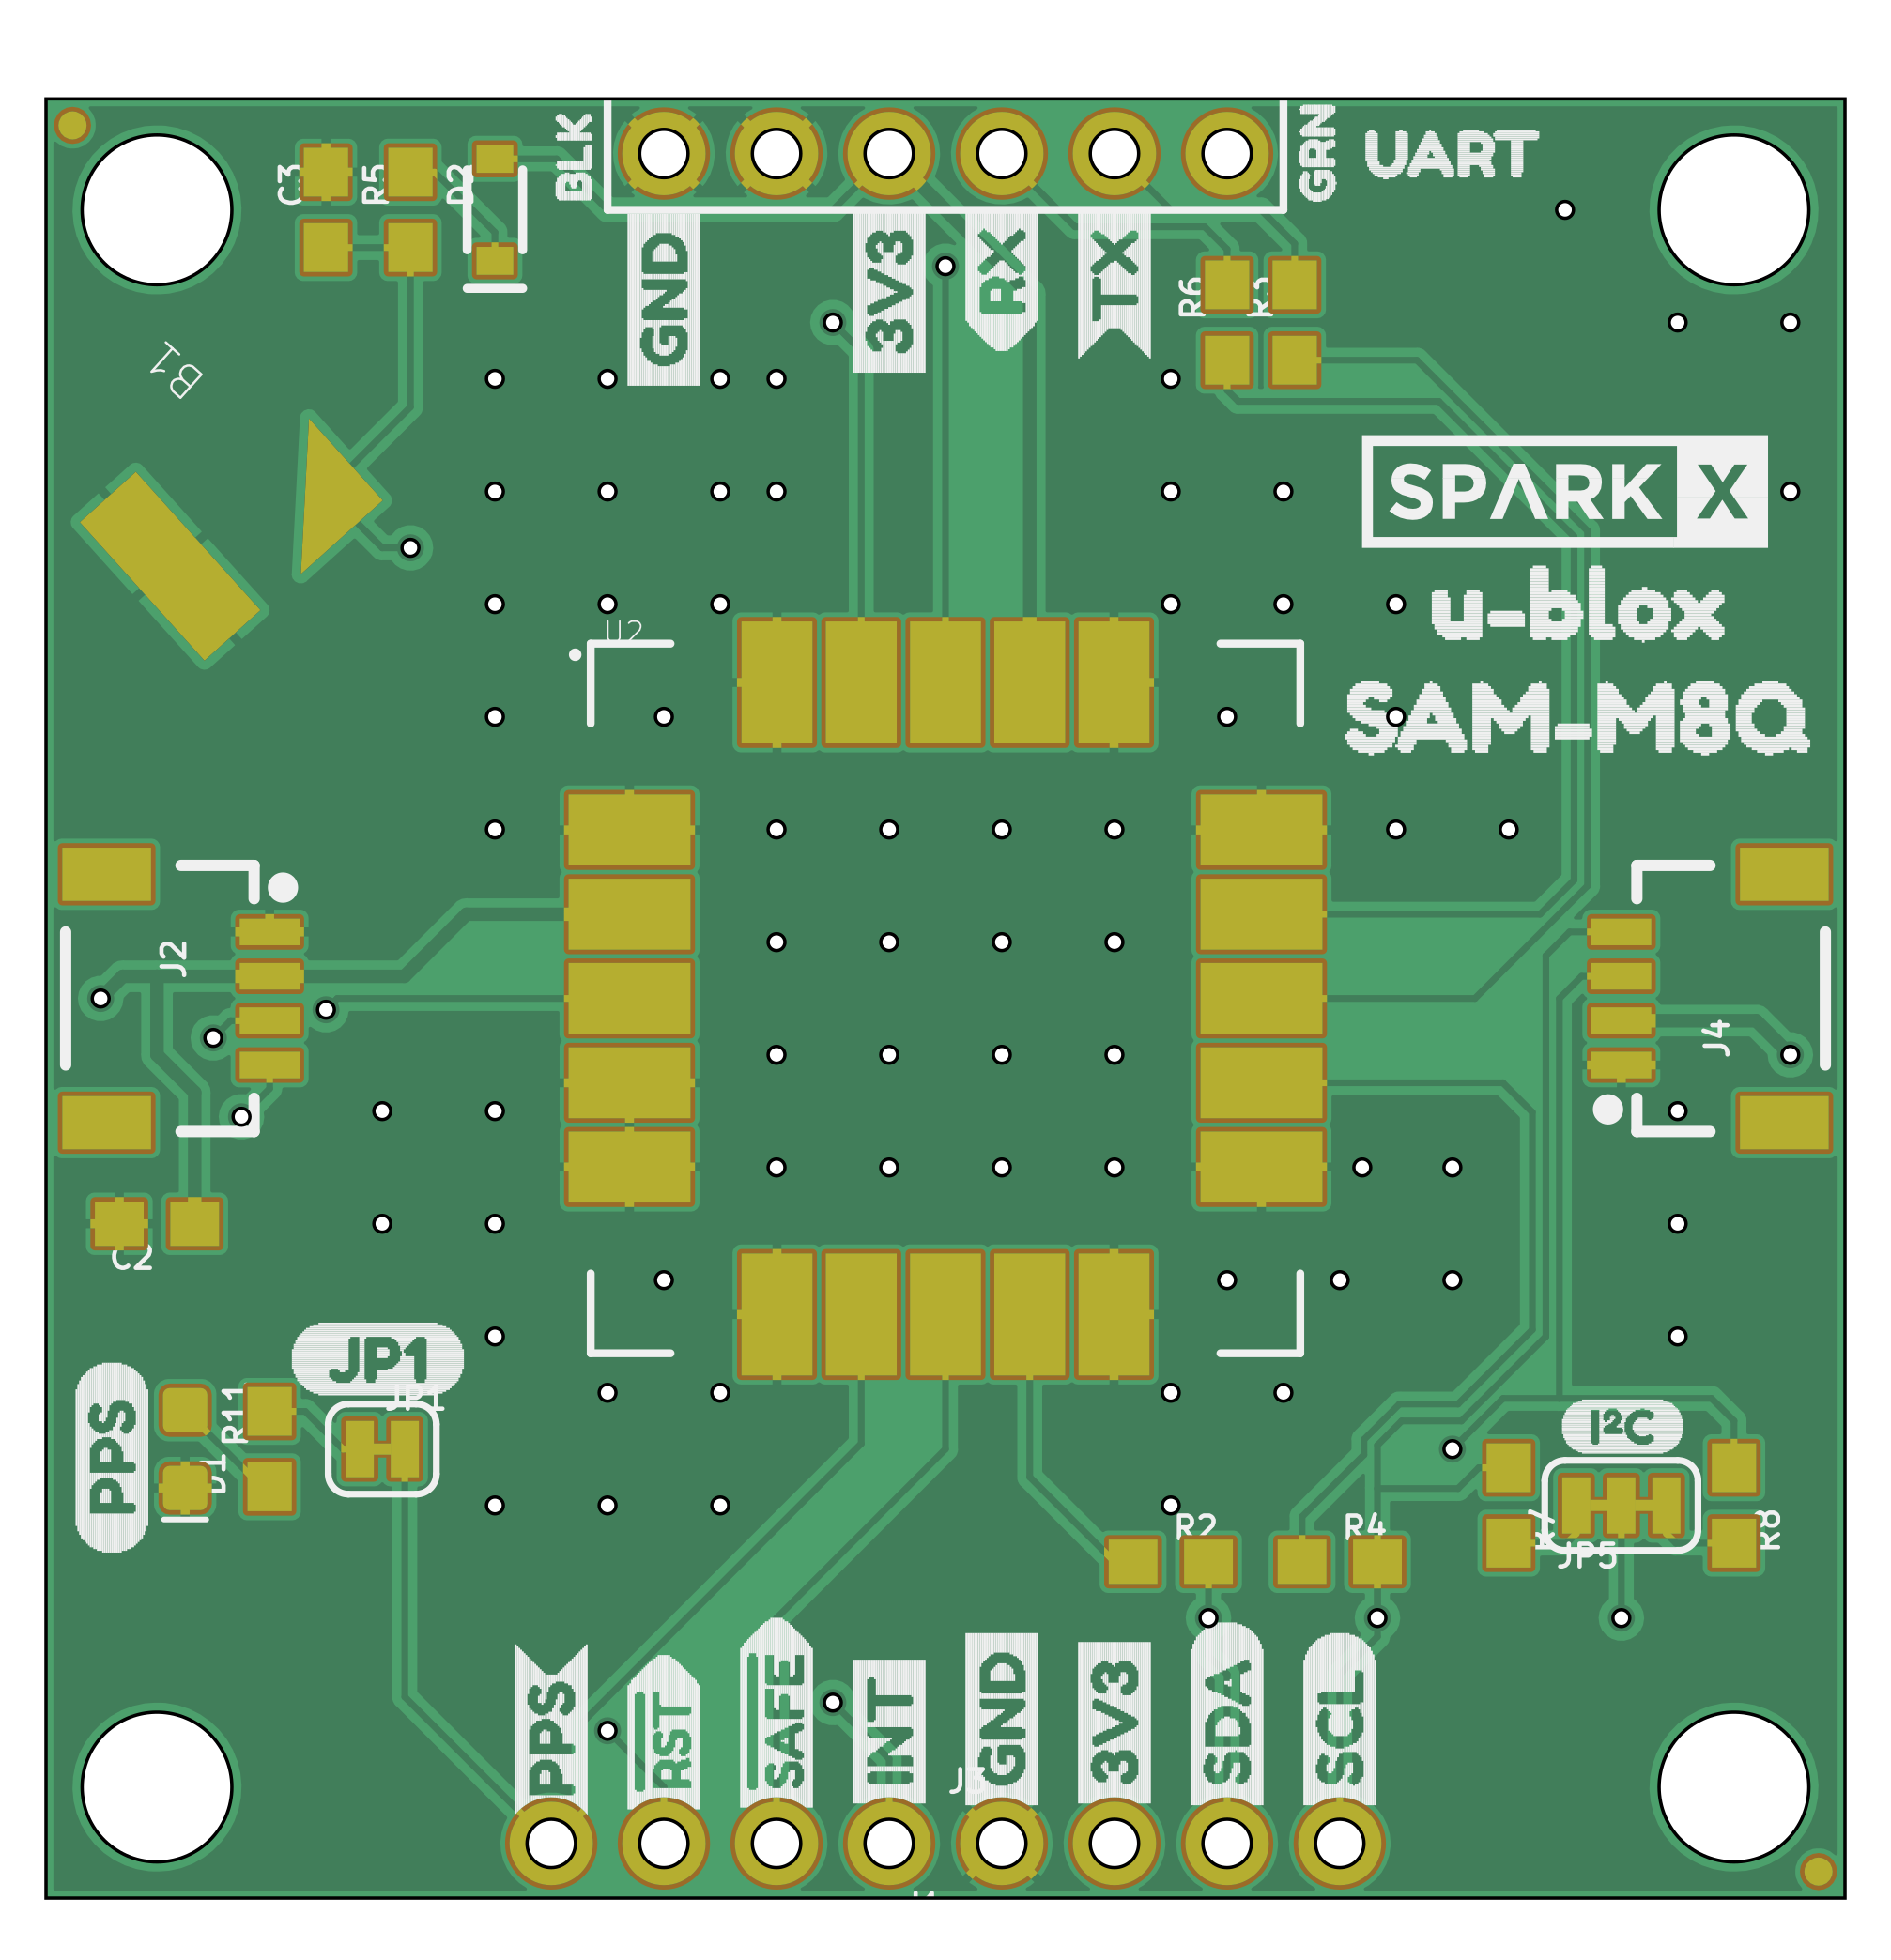 BLK
GRN
UART
C3
R5
D2
GND
3V3
RX
TX
R6
B1
SPARK X
u-blox
SAM-M8Q
U2
J2
J4
C2
JP1
JP1
PPS
R11
D1
I²C
R2
R4
R7
JP5
R8
PPS
RST
SAFE
INT
GND
3V3
SDA
SCL
J3